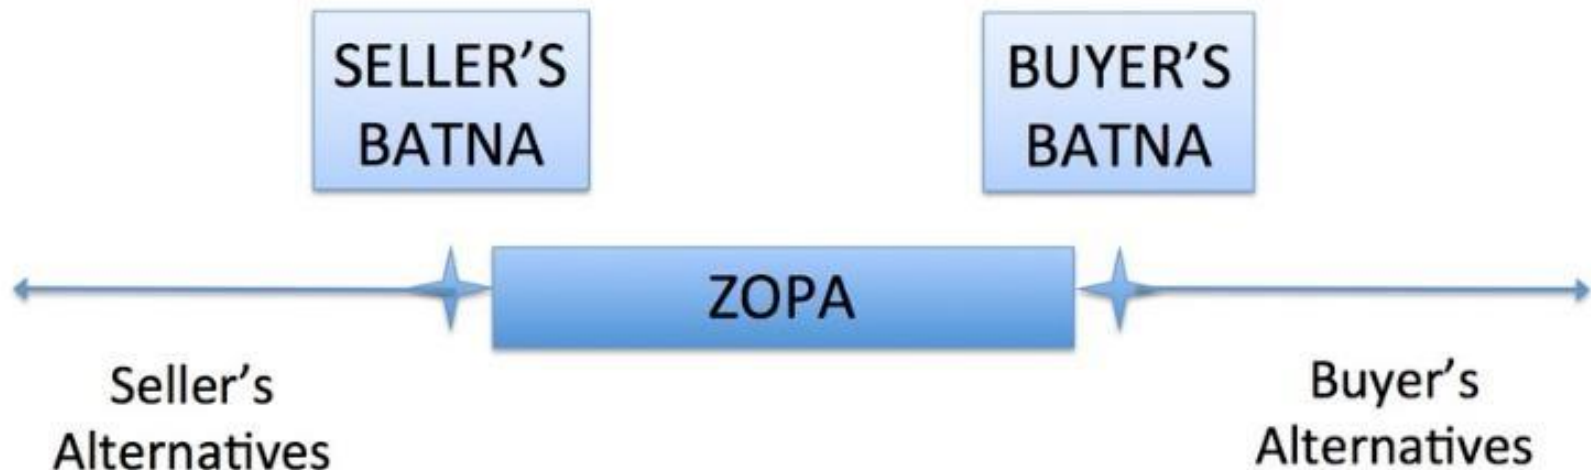 SELLER’S
BATNA
BUYER’S
BATNA
ZOPA
Seller’s
Alternatives
Buyer’s
Alternatives